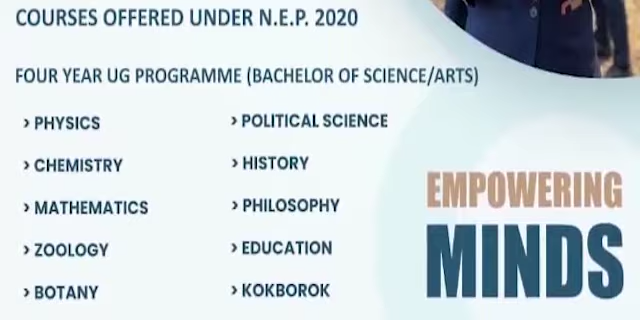 COURSES OFFERED UNDER N.E.P. 2020
FOUR YEAR UG PROGRAMME (BACHELOR OF SCIENCE/ARTS)
> PHYSICS
> CHEMISTRY
> MATHEMATICS
> ZOOLOGY
> BOTANY
> POLITICAL SCIENCE
> HISTORY
> PHILOSOPHY
> EDUCATION
> KOKBOROK
EMPOWERING
MINDS